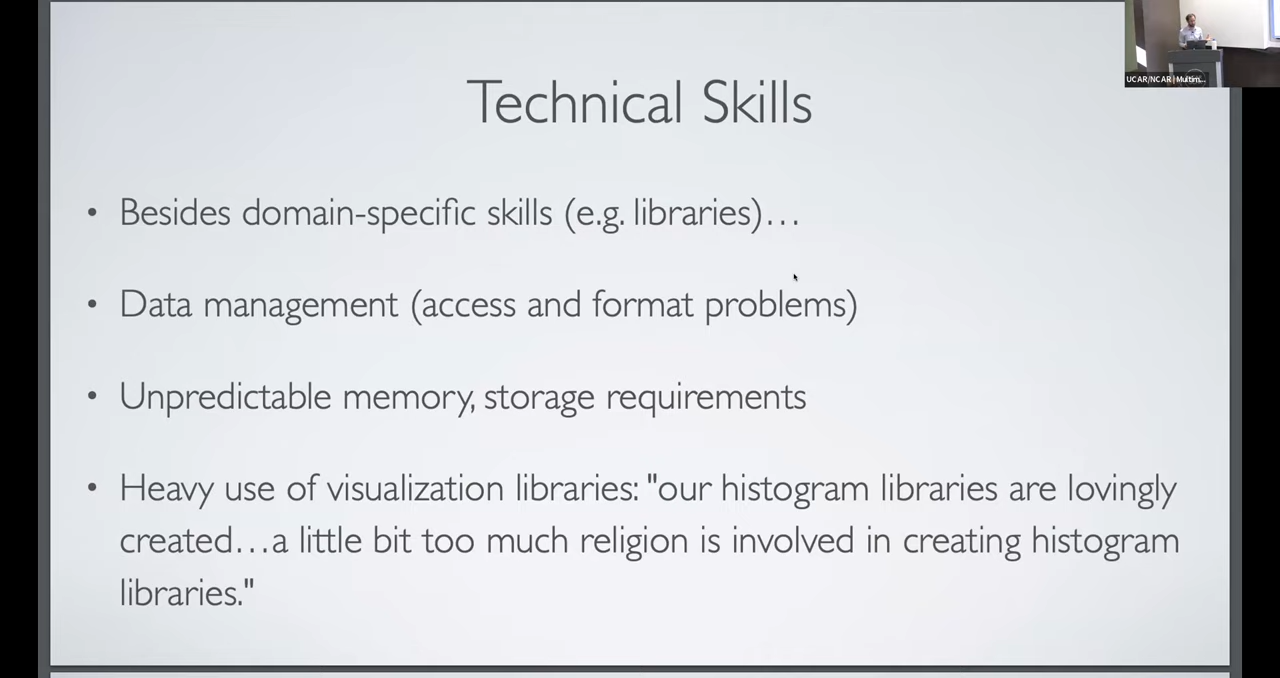 UCAR/NCAR | Multim...
Technical Skills
• Besides domain-specific skills (e.g. libraries)…
• Data management (access and format problems)
• Unpredictable memory, storage requirements
• Heavy use of visualization libraries: "our histogram libraries are lovingly
created…a little bit too much religion is involved in creating histogram
libraries."